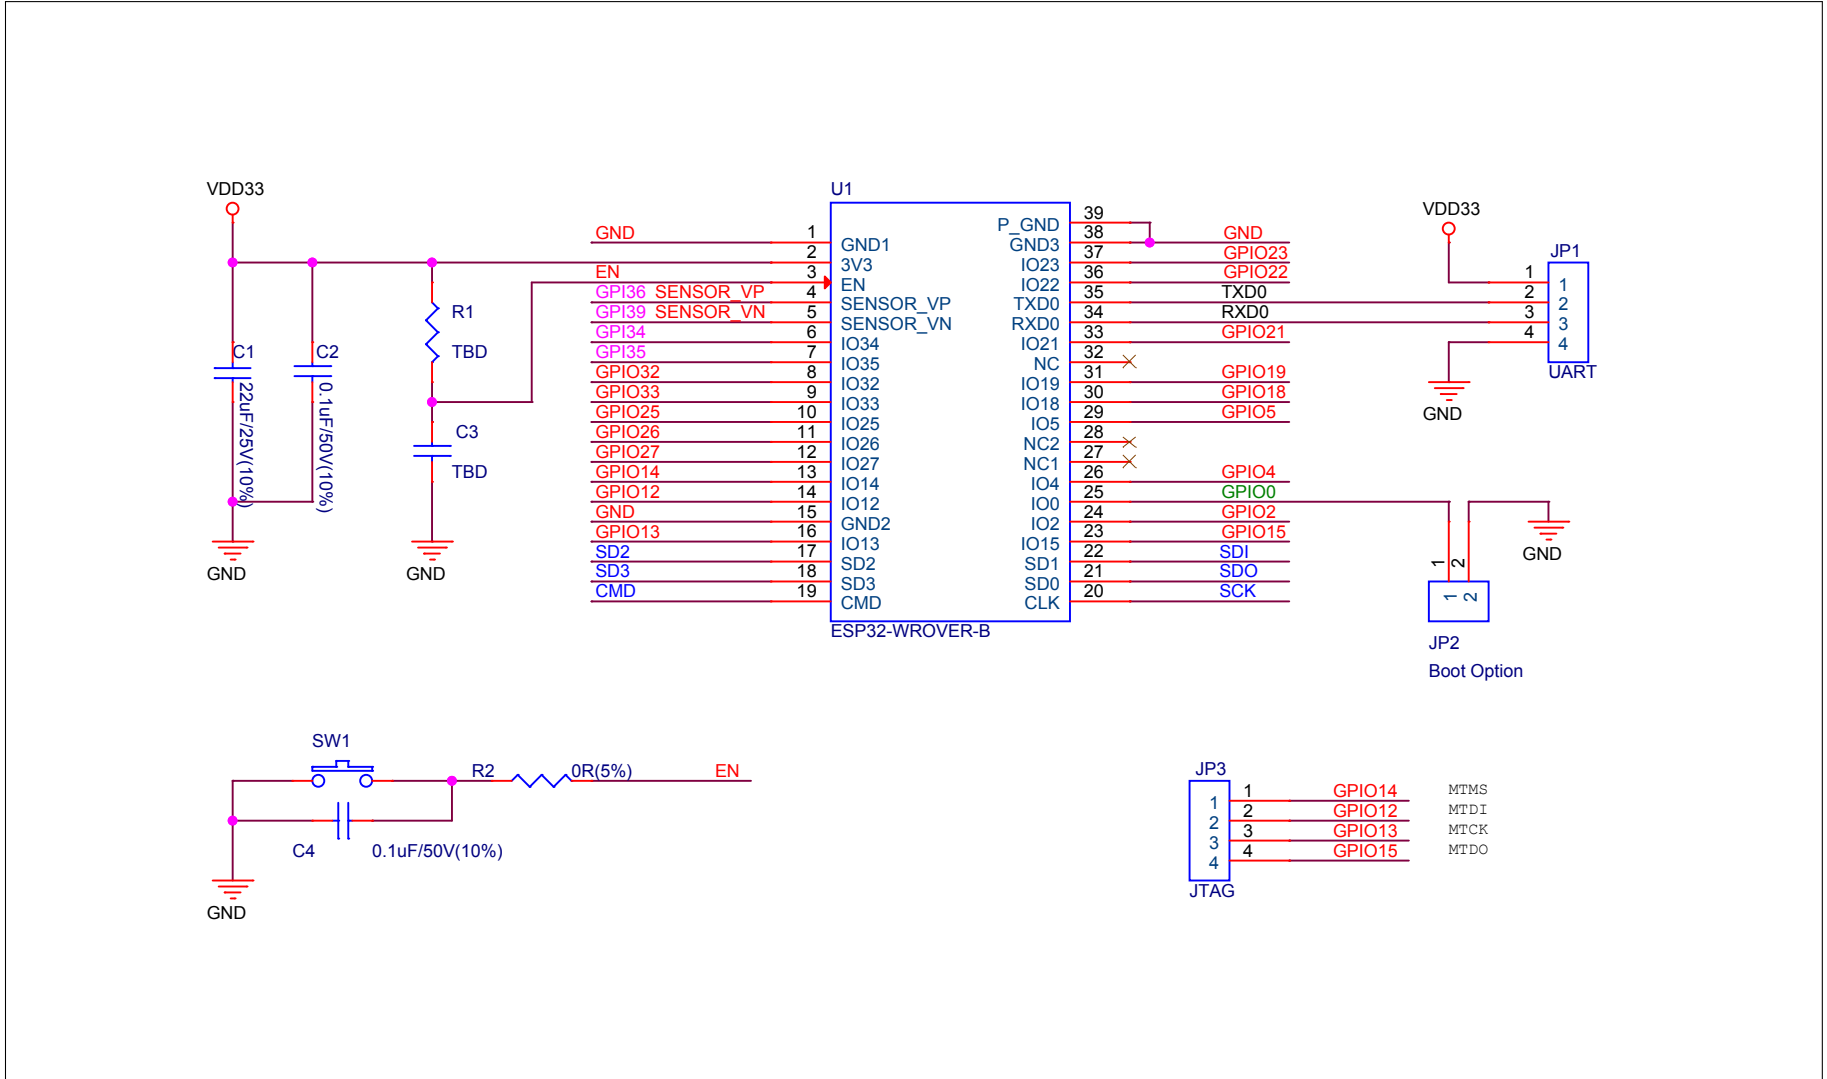 VDD33
GND
GND
C1
22uF/25V(10%)
C2
0.1uF/50V(10%)
R1
TBD
C3
TBD
GND
EN
GPI36 SENSOR_VP
GPI39 SENSOR_VN
GPI34
GPI35
GPIO32
GPIO33
GPIO25
GPIO26
GPIO27
GPIO14
GPIO12
GND
GPIO13
SD2
SD3
CMD
U1
1 GND1
2 3V3
3 EN
4 SENSOR_VP
5 SENSOR_VN
6 IO34
7 IO35
8 IO32
9 IO33
10 IO25
11 IO26
12 IO27
13 IO14
14 IO12
15 GND2
16 IO13
17 SD2
18 SD3
19 CMD
P_GND 39
GND3 38 GND
IO23 37 GPIO23
IO22 36 GPIO22
TXD0 35 TXD0
RXD0 34 RXD0
IO21 33 GPIO21
NC 32
IO19 31 GPIO19
IO18 30 GPIO18
IO5 29 GPIO5
NC2 28
NC1 27
IO4 26 GPIO4
IO0 25 GPIO0
IO2 24 GPIO2
IO15 23 GPIO15
SD1 22 SDI
SD0 21 SDO
CLK 20 SCK
ESP32-WROVER-B
VDD33
JP1
1 1
2 2
3 3
4 4
UART
GND
GND
1 2
1 2
JP2
Boot Option
SW1
R2 0R(5%) EN
C4 0.1uF/50V(10%)
GND
JP3
1 1 GPIO14 MTMS
2 2 GPIO12 MTDI
3 3 GPIO13 MTCK
4 4 GPIO15 MTDO
JTAG